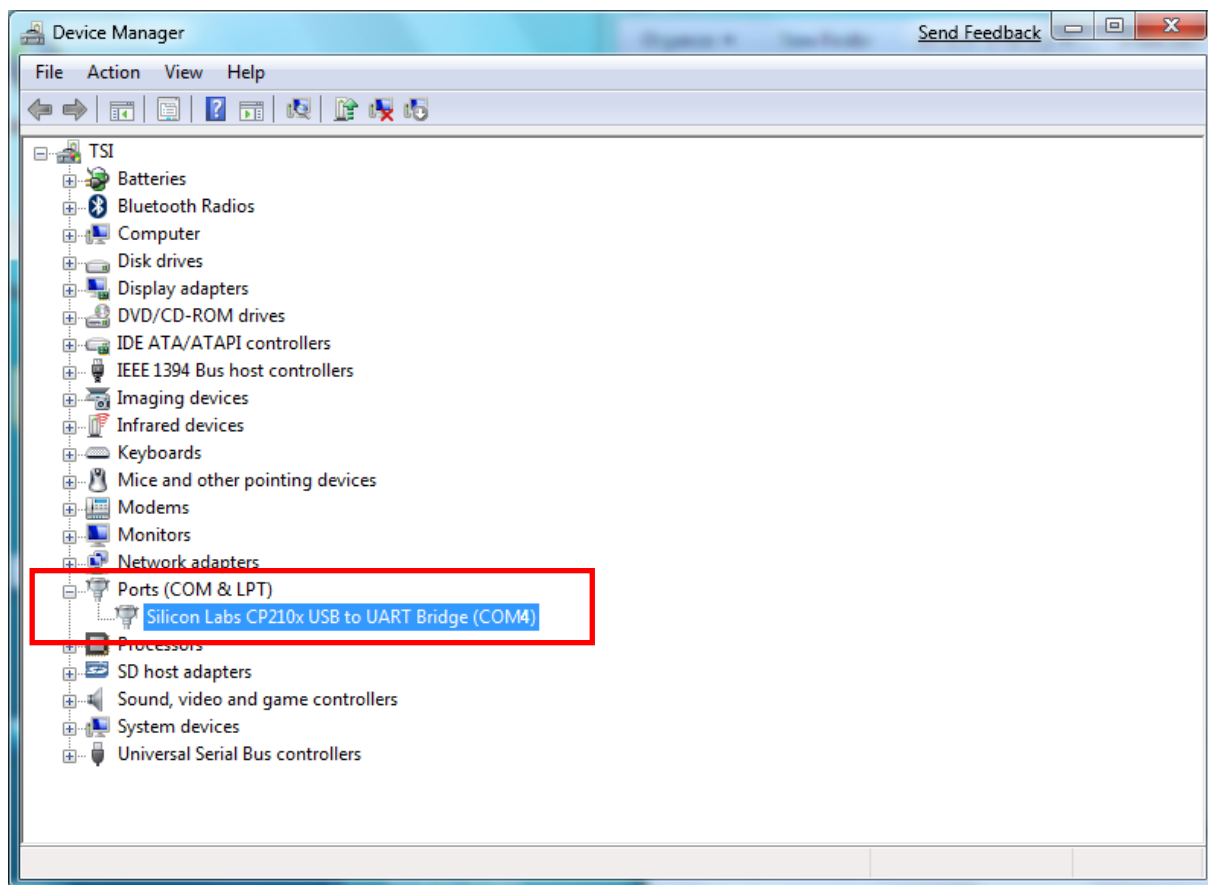 Device Manager
Send Feedback
File Action View Help
TSI
Batteries
Bluetooth Radios
Computer
Disk drives
Display adapters
DVD/CD-ROM drives
IDE ATA/ATAPI controllers
IEEE 1394 Bus host controllers
Imaging devices
Infrared devices
Keyboards
Mice and other pointing devices
Modems
Monitors
Network adapters
Ports (COM & LPT)
Silicon Labs CP210x USB to UART Bridge (COM4)
Processors
SD host adapters
Sound, video and game controllers
System devices
Universal Serial Bus controllers